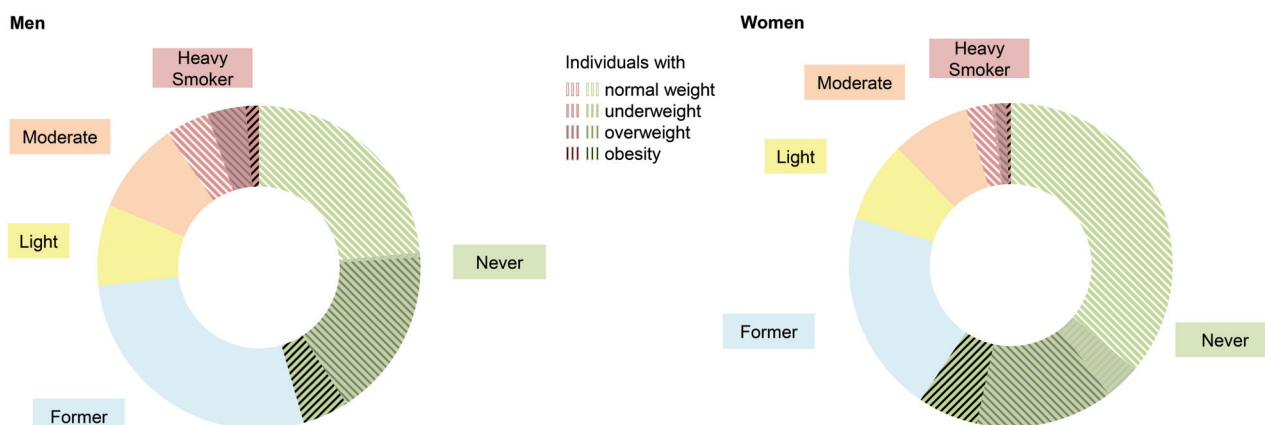 Men
Heavy
Smoker
Moderate
Light
Never
Former
Individuals with
normal weight
underweight
overweight
obesity
Women
Heavy
Smoker
Moderate
Light
Former
Never